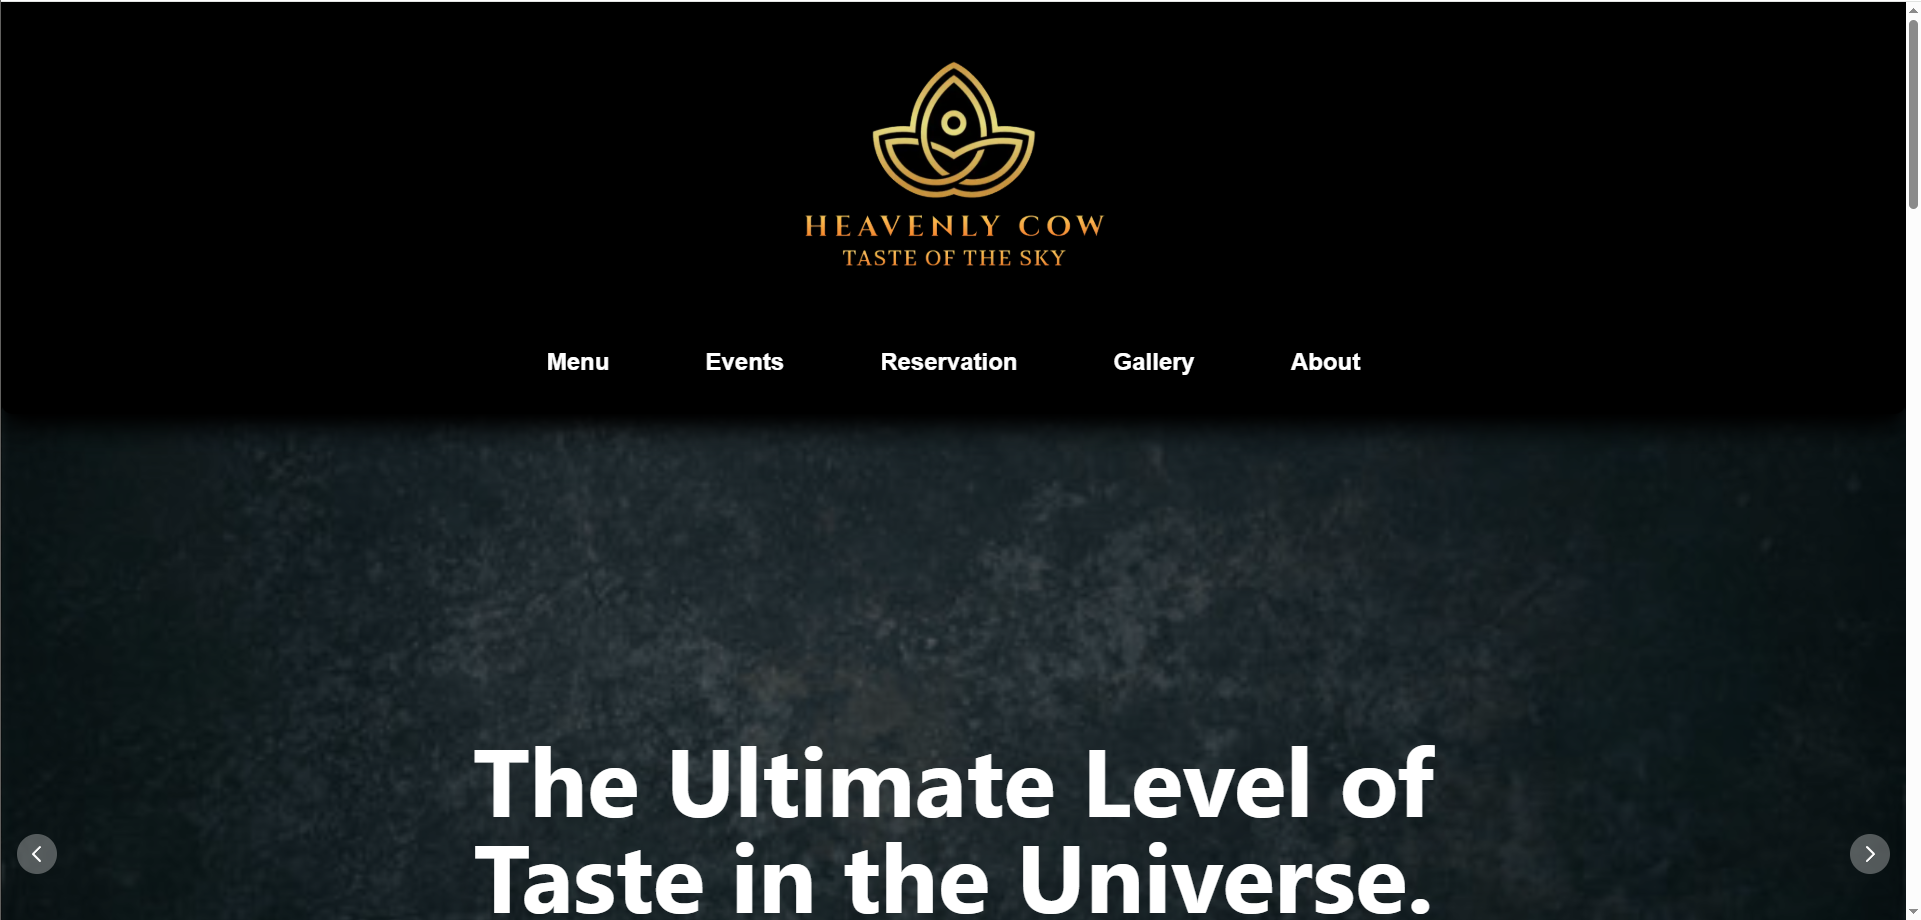 HEAVENLY COW
TASTE OF THE SKY
Menu Events Reservation Gallery About
The Ultimate Level of
Taste in the Universe.